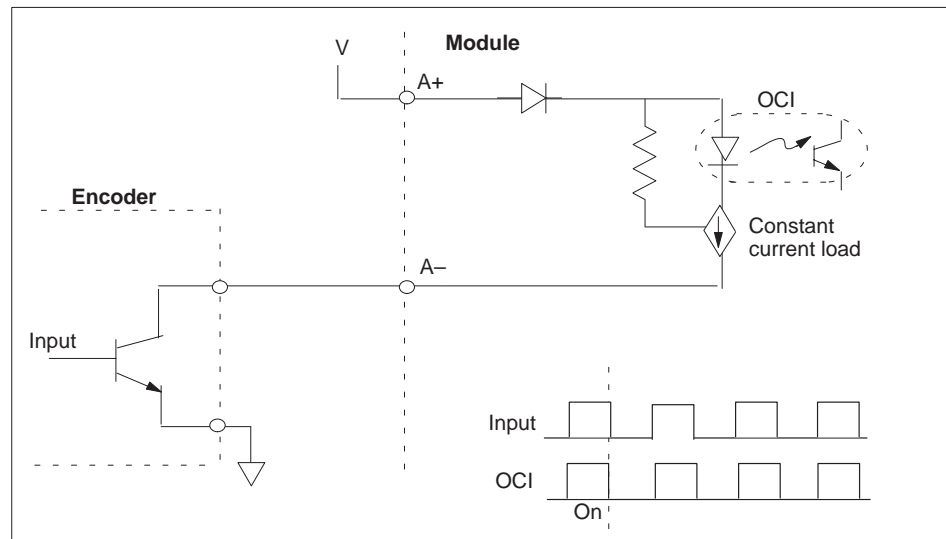 Module
V
A+
OCI
Encoder
Constant
current load
A–
Input
Input
OCI
On